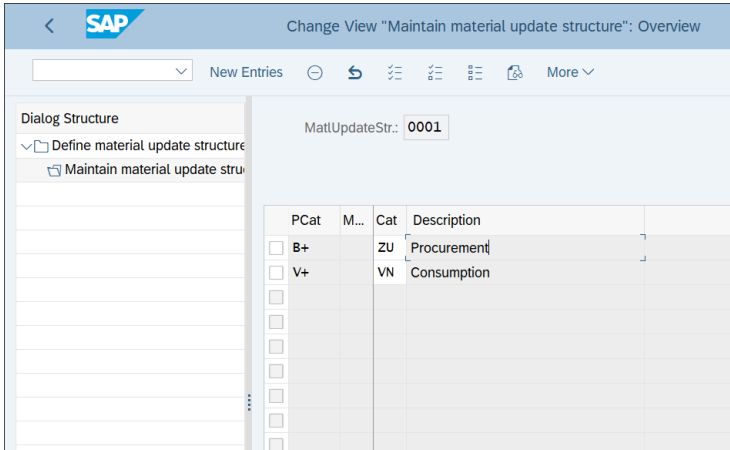 SAP
Change View "Maintain material update structure": Overview
New Entries
More
Dialog Structure
Define material update structure
Maintain material update stru
MatlUpdateStr.: 0001
PCat M... Cat Description
B+ ZU Procurement
V+ VN Consumption